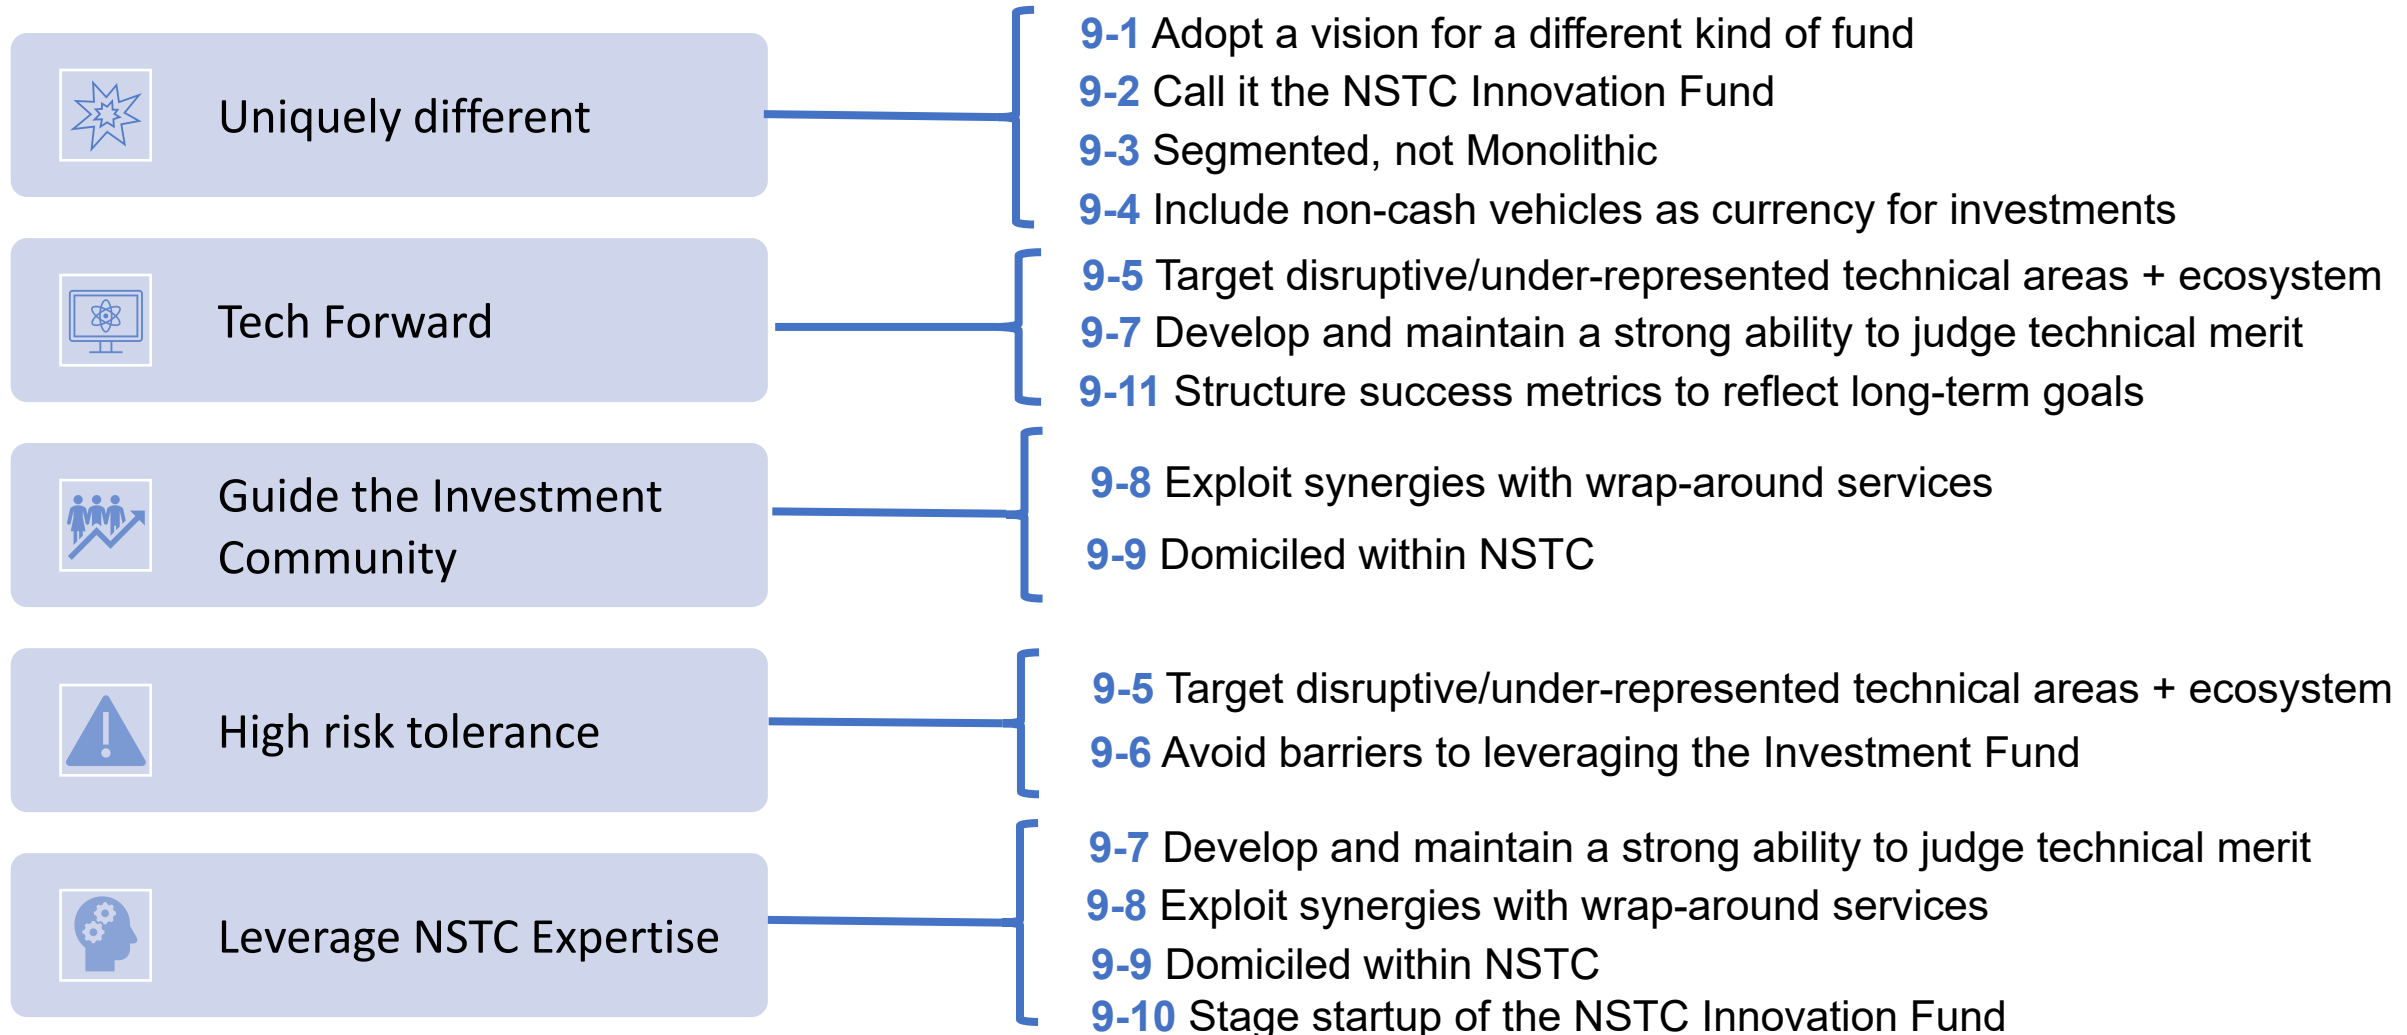 Uniquely different
9-1 Adopt a vision for a different kind of fund
9-2 Call it the NSTC Innovation Fund
9-3 Segmented, not Monolithic
9-4 Include non-cash vehicles as currency for investments
Tech Forward
9-5 Target disruptive/under-represented technical areas + ecosystem
9-7 Develop and maintain a strong ability to judge technical merit
9-11 Structure success metrics to reflect long-term goals
Guide the Investment
Community
9-8 Exploit synergies with wrap-around services
9-9 Domiciled within NSTC
High risk tolerance
9-5 Target disruptive/under-represented technical areas + ecosystem
9-6 Avoid barriers to leveraging the Investment Fund
Leverage NSTC Expertise
9-7 Develop and maintain a strong ability to judge technical merit
9-8 Exploit synergies with wrap-around services
9-9 Domiciled within NSTC
9-10 Stage startup of the NSTC Innovation Fund